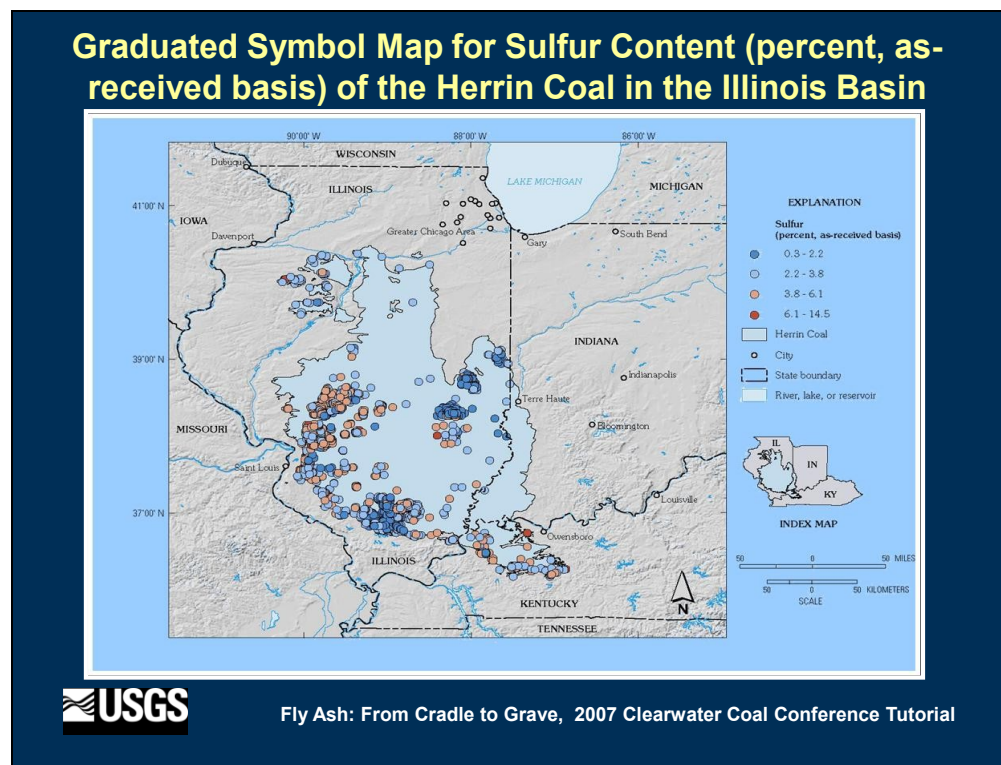 Graduated Symbol Map for Sulfur Content (percent, as-
received basis) of the Herrin Coal in the Illinois Basin
90°00' W
88°00' W
86°00' W
WISCONSIN
Dubuque
ILLINOIS
LAKE MICHIGAN
MICHIGAN
41°00' N
IOWA
Greater Chicago Area
Davenport
Gary
South Bend
39°00' N
INDIANA
Indianapolis
Terre Haute
MISSOURI
Bloomington
Saint Louis
Louisville
37°00' N
Owensboro
ILLINOIS
KENTUCKY
N
TENNESSEE
EXPLANATION
Sulfur
(percent, as-received basis)
0.3 - 2.2
2.2 - 3.8
3.8 - 6.1
6.1 - 14.5
Herrin Coal
City
State boundary
River, lake, or reservoir
IL
IN
KY
INDEX MAP
50 0 50 MILES
50 0 50 KILOMETERS
SCALE
USGS
Fly Ash: From Cradle to Grave, 2007 Clearwater Coal Conference Tutorial